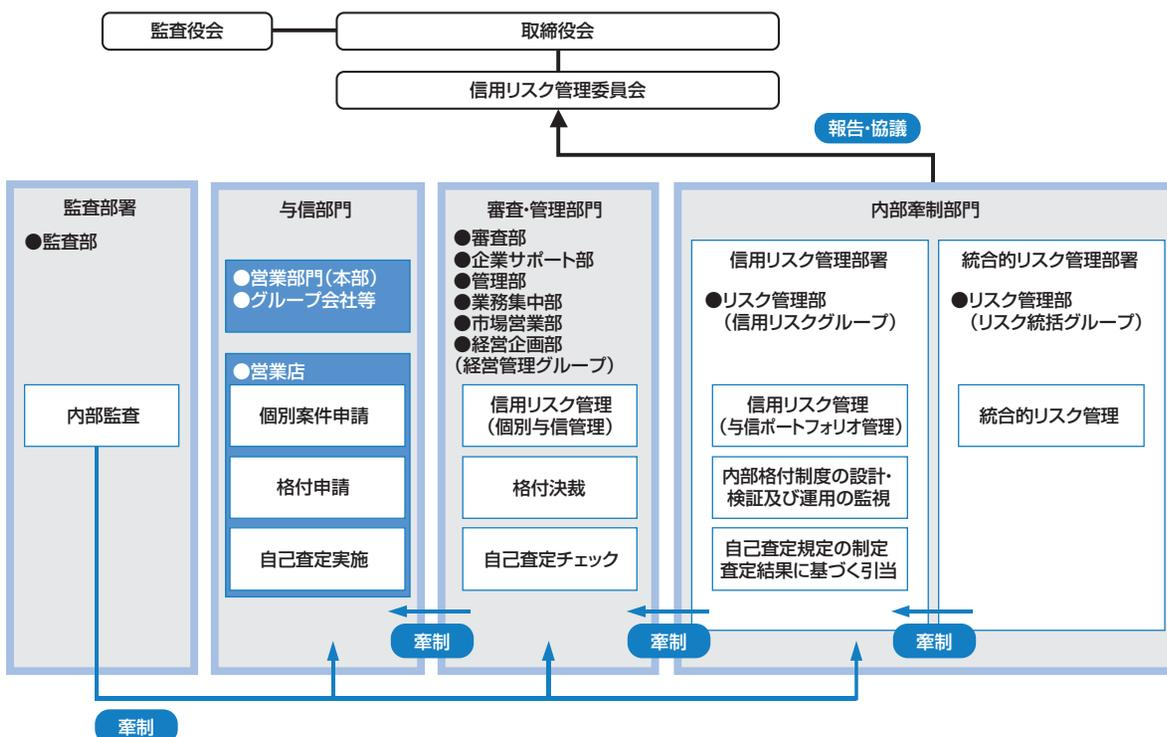 監査役会
取締役会
信用リスク管理委員会
報告・協議
監査部署
●監査部
内部監査
与信部門
●営業部門（本部）
●グループ会社等
●営業店
個別案件申請
格付申請
自己査定実施
審査・管理部門
●審査部
●企業サポート部
●管理部
●業務集中部
●市場営業部
●経営企画部
（経営管理グループ）
信用リスク管理
（個別与信管理）
格付決裁
自己査定チェック
内部牽制部門
信用リスク管理部署
●リスク管理部
（信用リスクグループ）
信用リスク管理
（与信ポートフォリオ管理）
内部格付制度の設計・
検証及び運用の監視
自己査定規定の制定
査定結果に基づく引当
統合的リスク管理部署
●リスク管理部
（リスク統括グループ）
統合的リスク管理
牽制
牽制
牽制
牽制